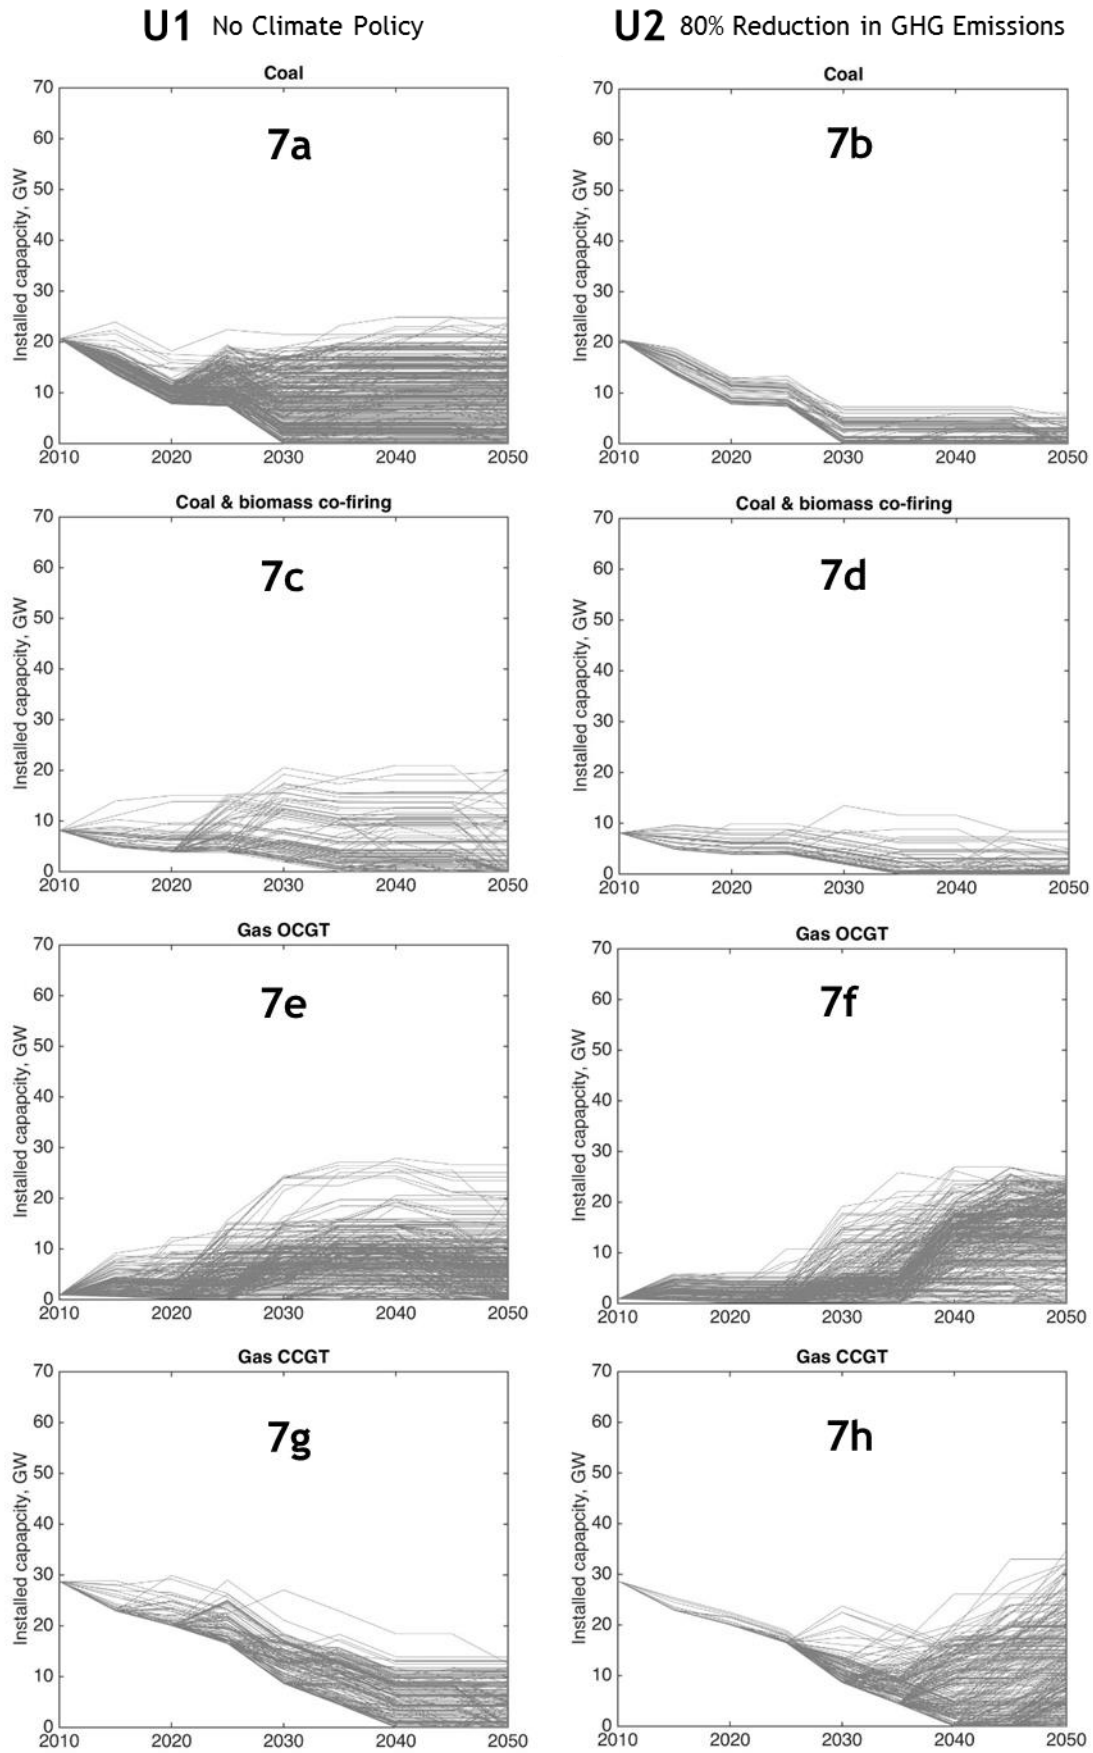 U1 No Climate Policy
U2 80% Reduction in GHG Emissions
Coal
7a
Installed capapcity, GW
70
60
50
40
30
20
10
0
2010 2020 2030 2040 2050
Coal
7b
Installed capapcity, GW
70
60
50
40
30
20
10
0
2010 2020 2030 2040 2050
Coal & biomass co-firing
7c
Installed capapcity, GW
70
60
50
40
30
20
10
0
2010 2020 2030 2040 2050
Coal & biomass co-firing
7d
Installed capapcity, GW
70
60
50
40
30
20
10
0
2010 2020 2030 2040 2050
Gas OCGT
7e
Installed capapcity, GW
70
60
50
40
30
20
10
0
2010 2020 2030 2040 2050
Gas OCGT
7f
Installed capapcity, GW
70
60
50
40
30
20
10
0
2010 2020 2030 2040 2050
Gas CCGT
7g
Installed capapcity, GW
70
60
50
40
30
20
10
0
2010 2020 2030 2040 2050
Gas CCGT
7h
Installed capapcity, GW
70
60
50
40
30
20
10
0
2010 2020 2030 2040 2050